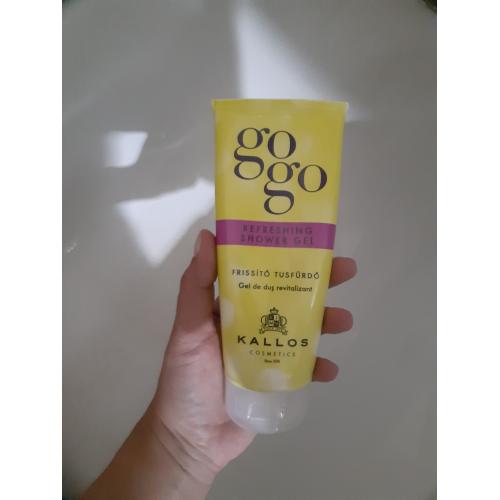 go
go
REFRESHING
SHOWER GEL
FRISSÍTŐ TUSFÜRDŐ
Gel de duș revitalizant
KALLOS
COSMETICS